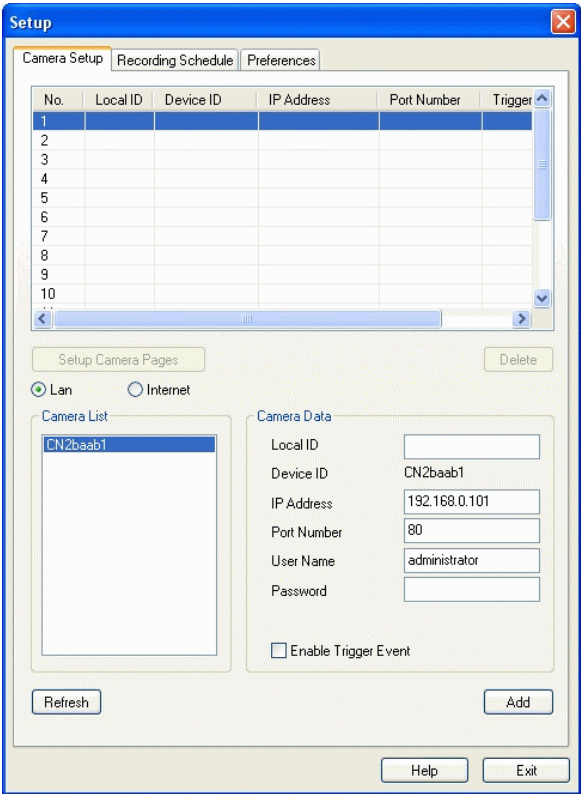 Setup
Camera Setup Recording Schedule Preferences
No. Local ID Device ID IP Address Port Number Trigger
1
2
3
4
5
6
7
8
9
10
Setup Camera Pages Delete
Lan Internet
Camera List Camera Data
CN2baab1 Local ID
Device ID CN2baab1
IP Address 192.168.0.101
Port Number 80
User Name administrator
Password
Enable Trigger Event
Refresh Add
Help Exit